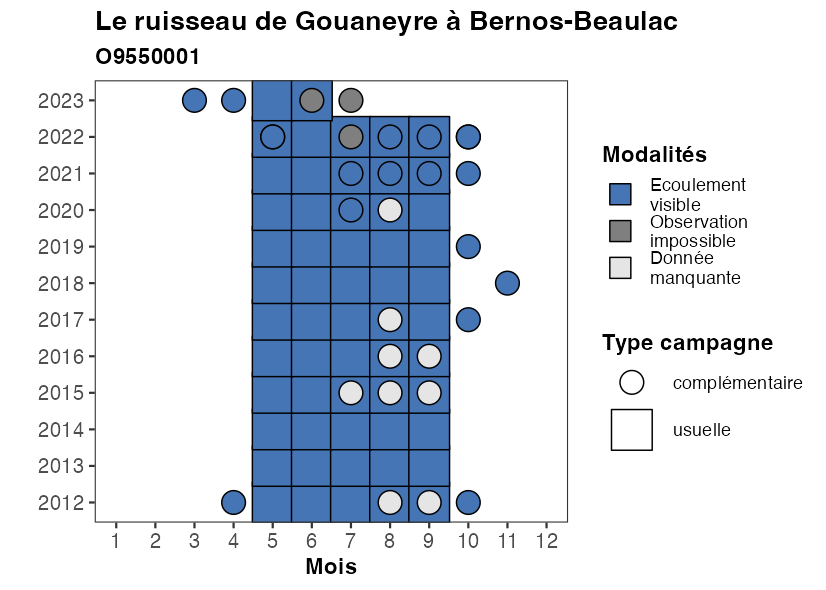 Le ruisseau de Gouaneyre à Bernos-Beaulac
O9550001
2023
2022
2021
2020
2019
2018
2017
2016
2015
2014
2013
2012
1 2 3 4 5 6 7 8 9 10 11 12
Mois
Modalités
Ecoulement
visible
Observation
impossible
Donnée
manquante
Type campagne
complémentaire
usuelle